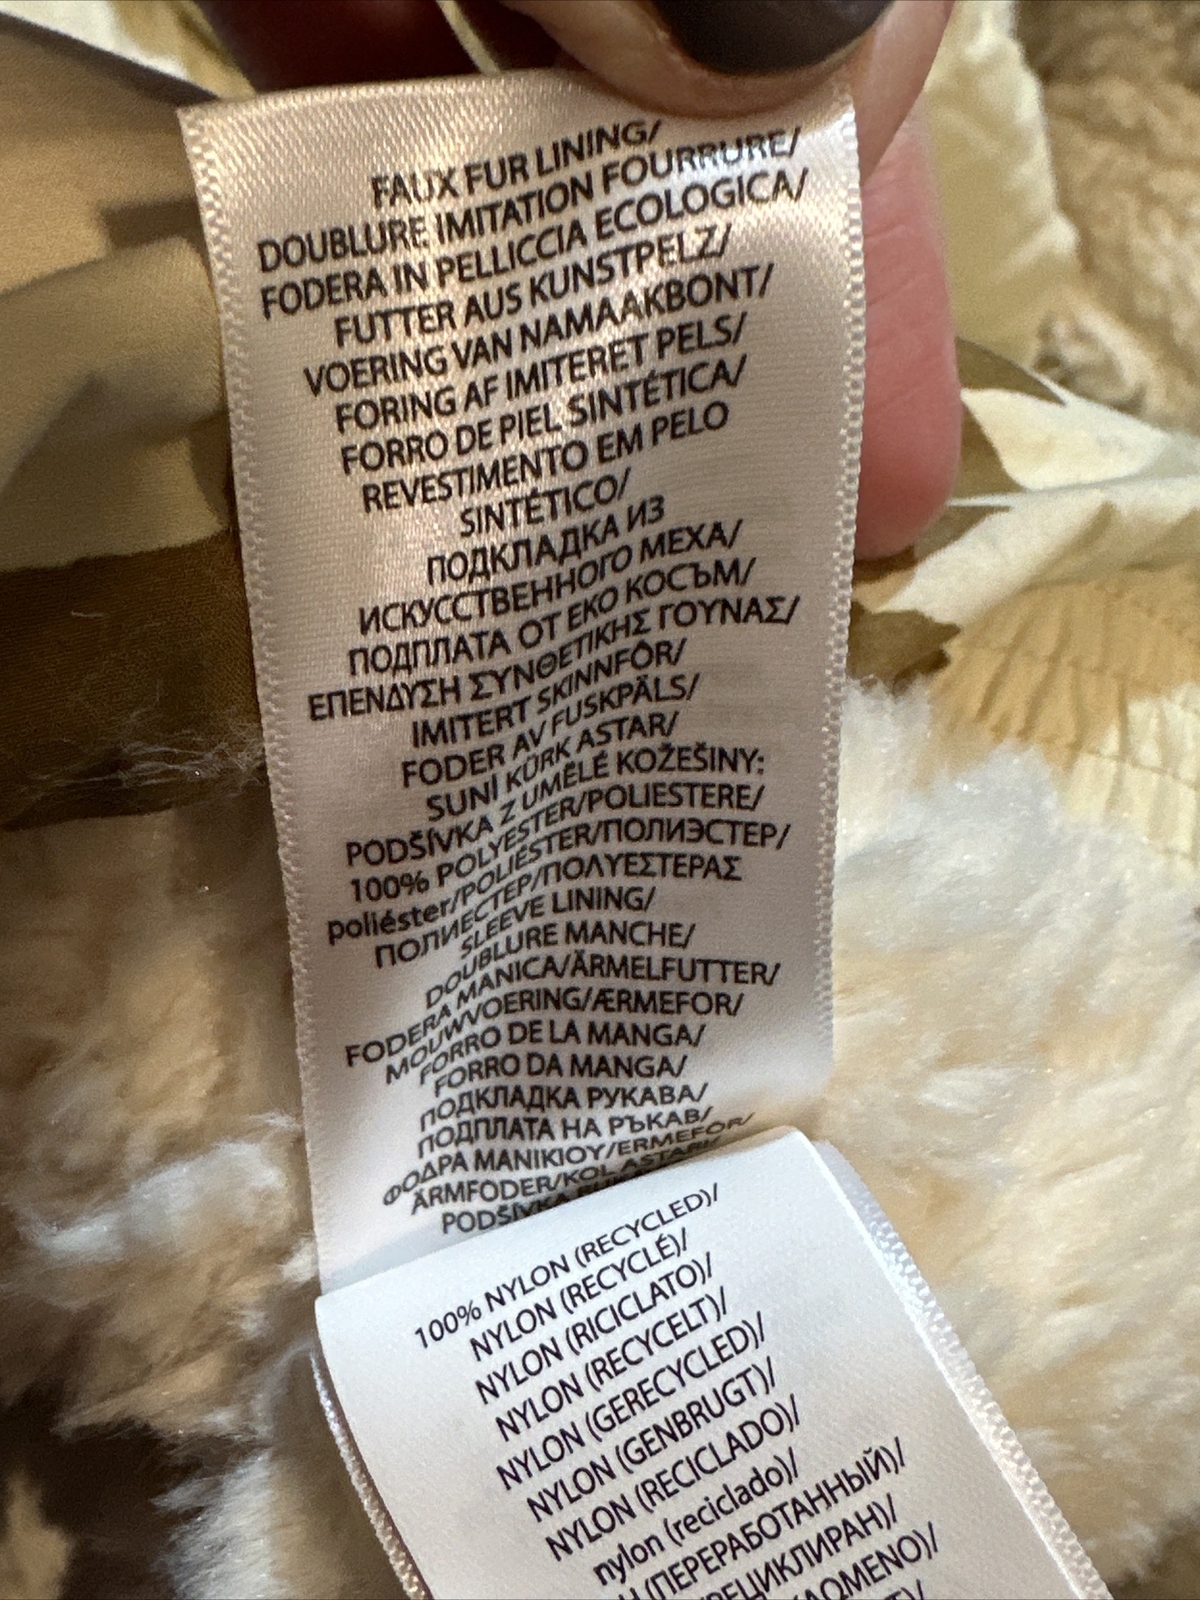 FAUX FUR LINING/
DOUBLURE IMITATION FOURRURE/
FODERA IN PELLICCIA ECOLOGICA/
FUTTER AUS KUNSTPELZ/
VOERING VAN NAMAAKBONT/
FORING AF IMITERET PELS/
FORRO DE PIEL SINTÉTICA/
REVESTIMENTO EM PELO
SINTÉTICO/
ПОДКЛАДКА ИЗ
ИСКУССТВЕННОГО МЕХА/
ПОДПЛАТА ОТ ЕКО КОСЪМ/
ΕΠΕΝΔΥΣΗ ΣΥΝΘΕΤΙΚΗΣ ΓΟΥΝΑΣ/
IMITERT SKINNFÔR/
FODER AV FUSKPÄLS/
SUNİ KÜRK ASTAR/
PODŠÍVKA Z UMĚLÉ KOŽEŠINY:
100% POLYESTER/POLIESTERE/
poliéster/POLIÉSTER/ПОЛИЭСТЕР/
ПОЛИЕСТЕР/ΠΟΛΥΕΣΤΕΡΑΣ
SLEEVE LINING/
DOUBLURE MANCHE/
FODERA MANICA/ÄRMELFUTTER/
MOUWVOERING/ÆRMEFOR/
FORRO DE LA MANGA/
FORRO DA MANGA/
ПОДКЛАДКА РУКАВА/
ПОДПЛАТА НА РЪКАВ/
ΦΟΔΡΑ ΜΑΝΙΚΙΟΥ/ERMEFOR/
ÄRMFODER/KOL ASTARI/
PODŠÍVKA
100% NYLON (RECYCLED)/
NYLON (RECYCLÉ)/
NYLON (RICICLATO)/
NYLON (RECYCELT)/
NYLON (GERECYCLED)/
NYLON (GENBRUGT)/
NYLON (RECICLADO)/
nylon (reciclado)/
(ПЕРЕРАБОТАННЫЙ)/